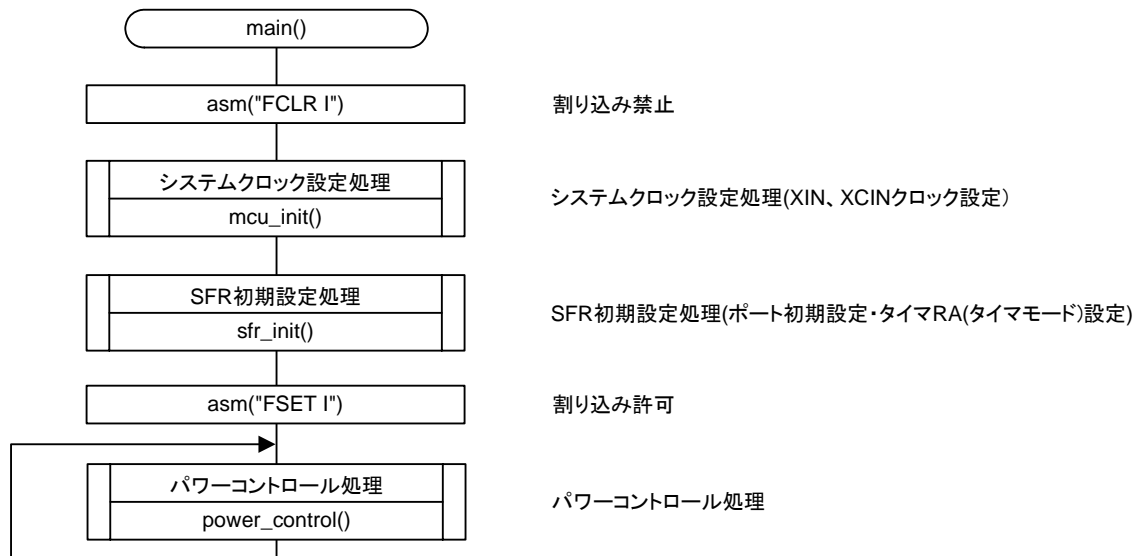 main()
asm("FCLR I")
割り込み禁止
システムクロック設定処理
mcu_init()
システムクロック設定処理(XIN、XCINクロック設定)
SFR初期設定処理
sfr_init()
SFR初期設定処理(ポート初期設定・タイマRA(タイマモード)設定)
asm("FSET I")
割り込み許可
パワーコントロール処理
power_control()
パワーコントロール処理